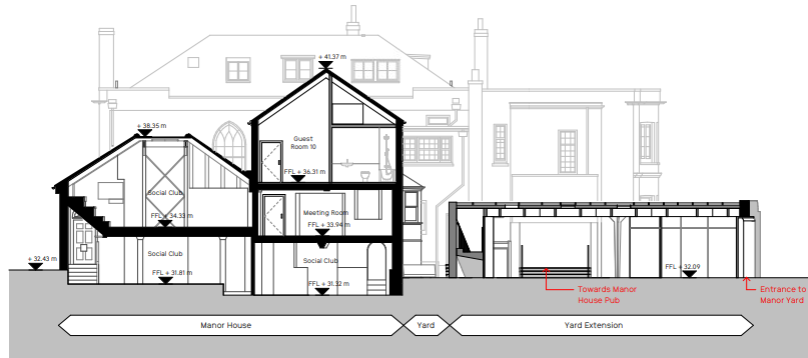 + 41.37 m
+ 38.35 m
Guest
Room 10
FFL + 36.31 m
Social Club
FFL + 34.33 m
Meeting Room
FFL + 33.94 m
Social Club
Social Club
+ 32.43 m
FFL + 31.81 m
FFL + 31.32 m
FFL + 32.09
Towards Manor
House Pub
Entrance to
Manor Yard
Manor House
Yard
Yard Extension